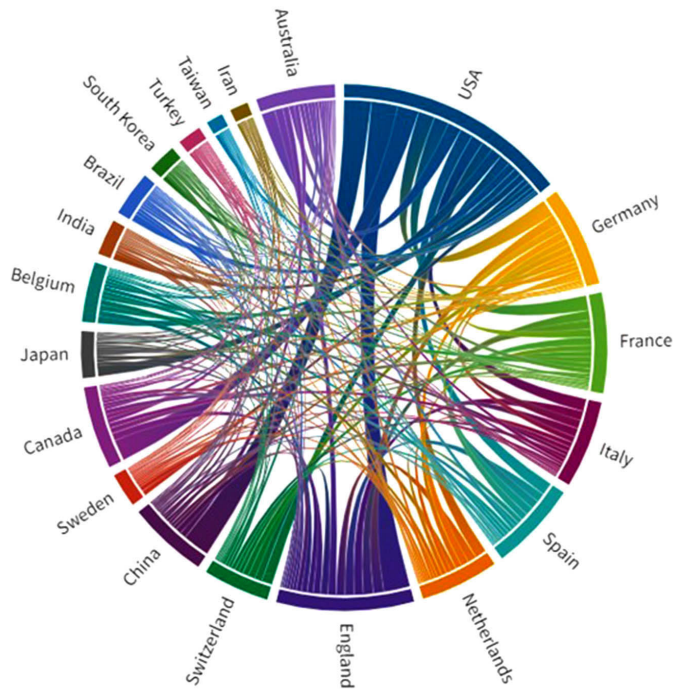 USA
Germany
France
Italy
Spain
Netherlands
England
Switzerland
China
Sweden
Canada
Japan
Belgium
India
Brazil
South Korea
Turkey
Taiwan
Iran
Australia